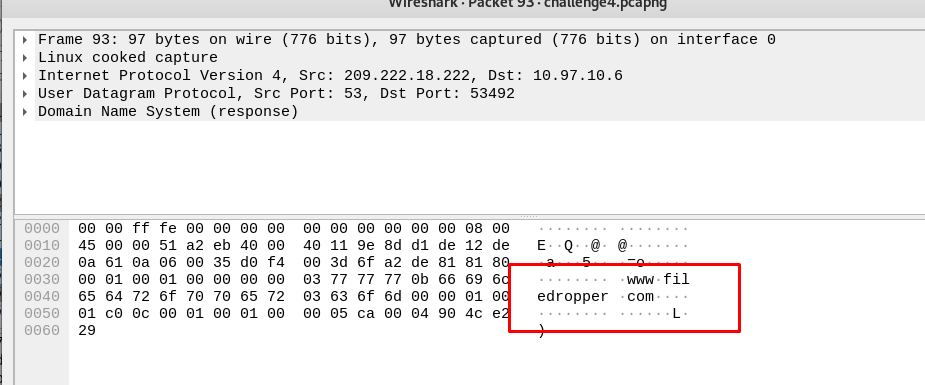 Wireshark · Packet 93 · challenge4.pcapng
Frame 93: 97 bytes on wire (776 bits), 97 bytes captured (776 bits) on interface 0
Linux cooked capture
Internet Protocol Version 4, Src: 209.222.18.222, Dst: 10.97.10.6
User Datagram Protocol, Src Port: 53, Dst Port: 53492
Domain Name System (response)
0000 00 00 ff fe 00 00 00 00 00 00 00 00 00 00 08 00 ········ ········
0010 45 00 00 51 a2 eb 40 00 40 11 9e 8d d1 de 12 de E··Q··@· @·······
0020 0a 61 0a 06 00 35 d0 f4 00 3d 6f a2 de 81 81 80 ·a···5·· ·=o·····
0030 00 01 00 01 00 00 00 00 03 77 77 77 0b 66 69 6c ········ ·www·fil
0040 65 64 72 6f 70 70 65 72 03 63 6f 6d 00 00 01 00 edropper ·com····
0050 01 c0 0c 00 01 00 01 00 00 05 ca 00 04 90 4c e2 ········ ······L·
0060 29 )